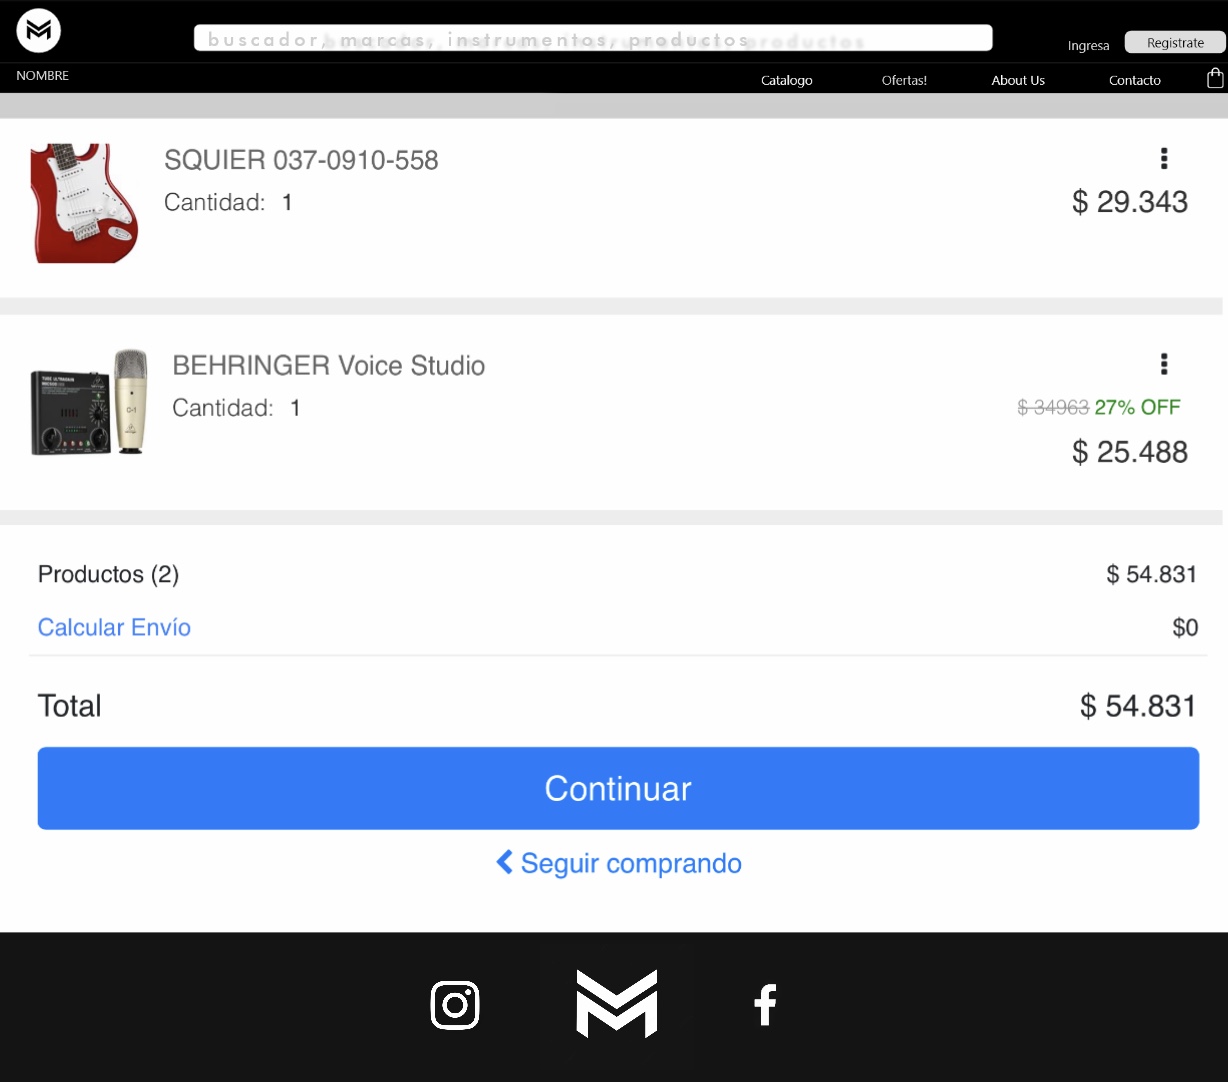 buscador, marcas, instrumentos, productos
Ingresa
Registrate
NOMBRE
Catalogo
Ofertas!
About Us
Contacto
SQUIER 037-0910-558
Cantidad: 1
$ 29.343
BEHRINGER Voice Studio
Cantidad: 1
$ 34963 27% OFF
$ 25.488
Productos (2)
$ 54.831
Calcular Envío
$0
Total
$ 54.831
Continuar
Seguir comprando